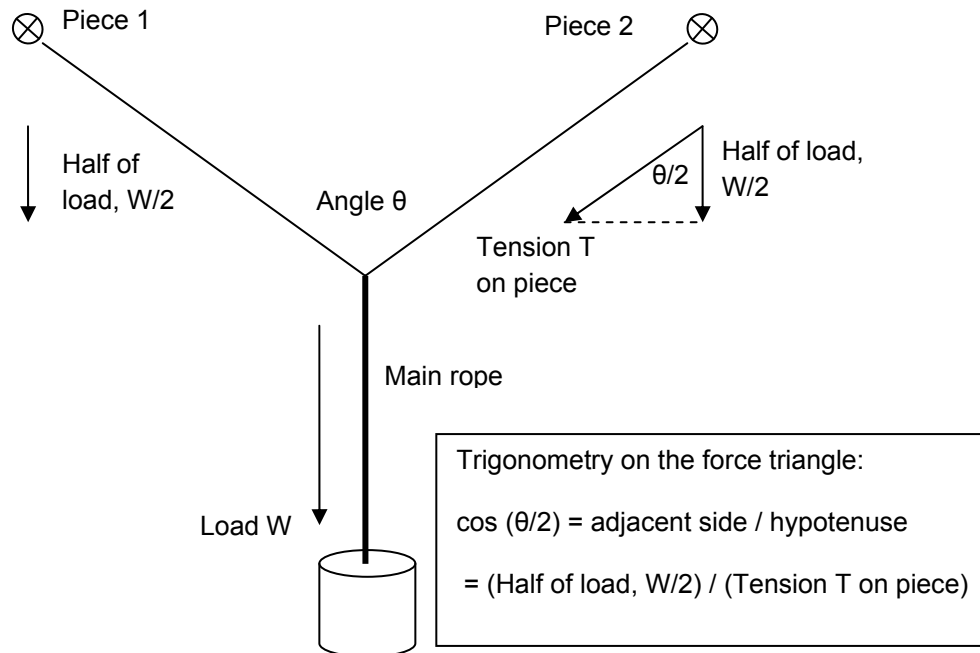 Piece 1
Piece 2
Half of
load, W/2
Angle θ
θ/2
Half of load,
W/2
Tension T
on piece
Main rope
Load W
Trigonometry on the force triangle:
cos (θ/2) = adjacent side / hypotenuse
= (Half of load, W/2) / (Tension T on piece)